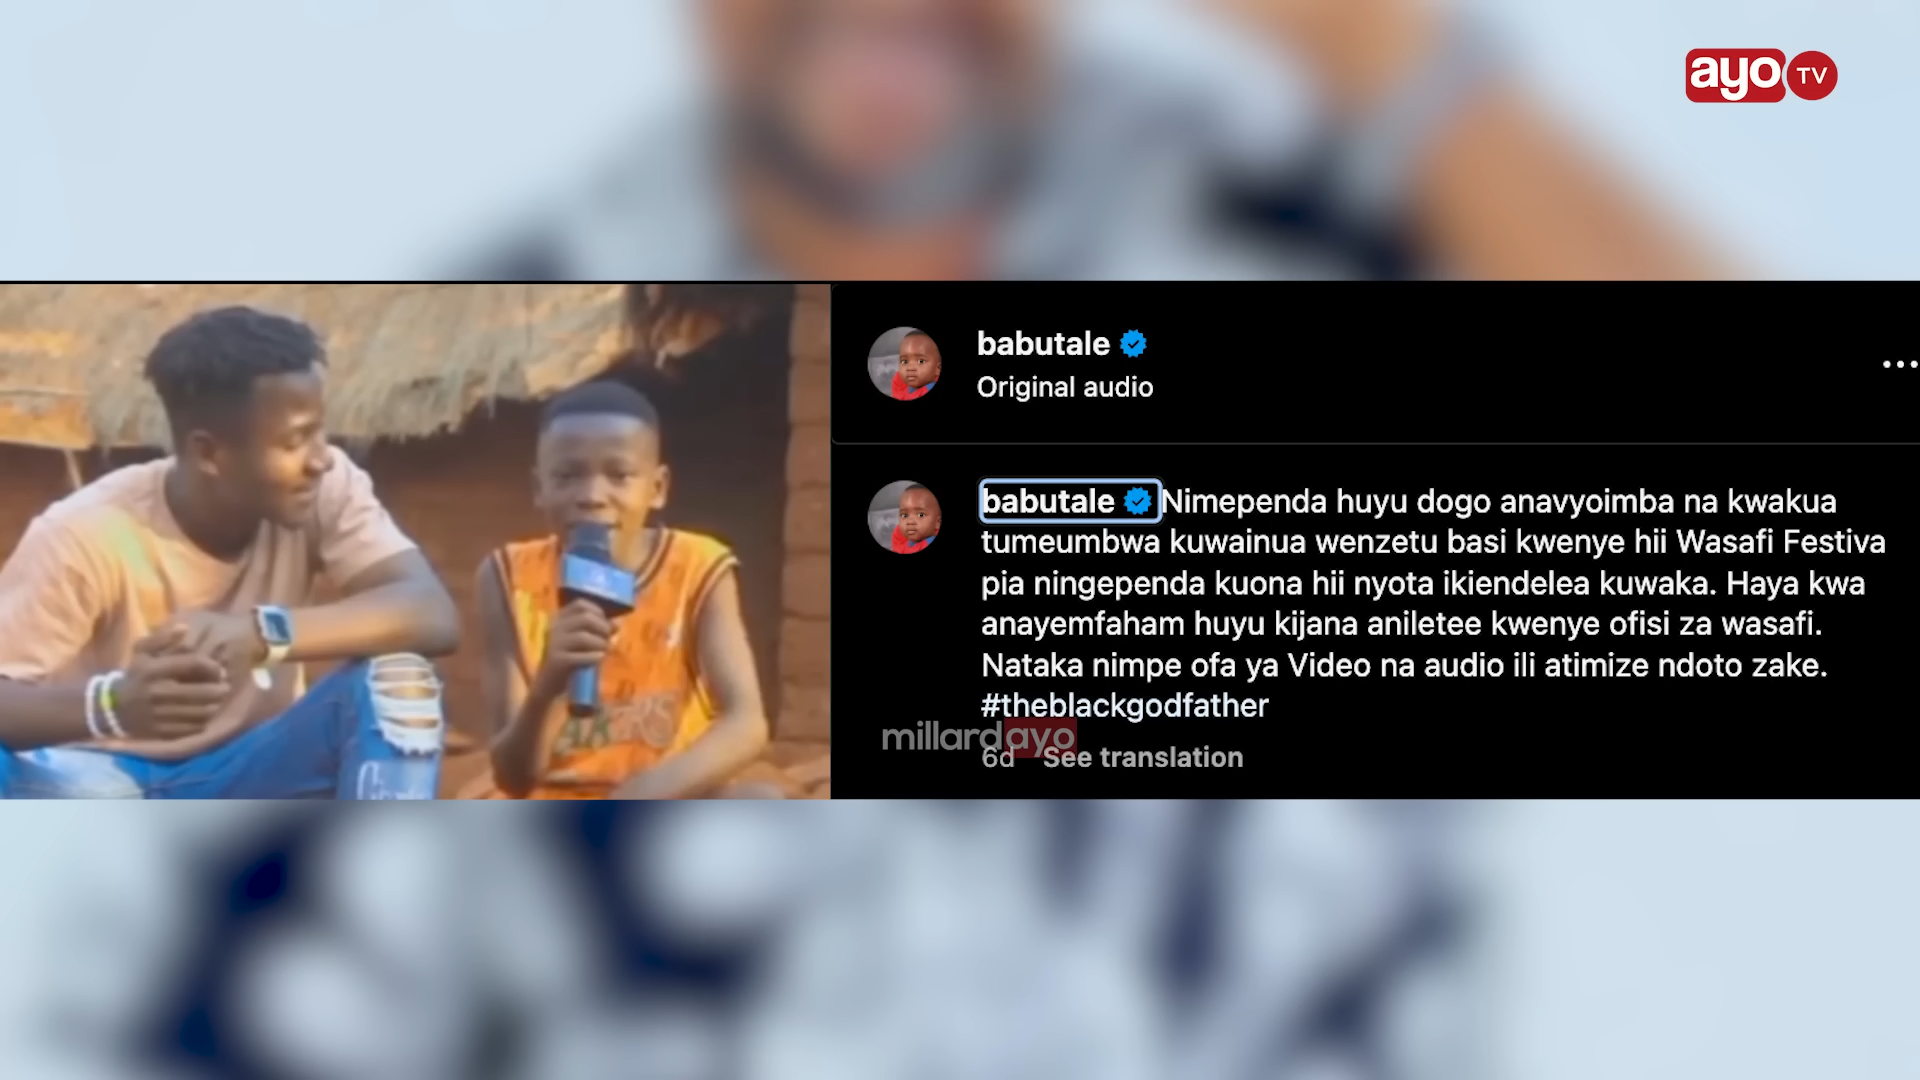 ayo TV
babutale
Original audio
babutale Nimependa huyu dogo anavyoimba na kwakua
tumeumbwa kuwainua wenzetu basi kwenye hii Wasafi Festiva
pia ningependa kuona hii nyota ikiendelea kuwaka. Haya kwa
anayemfaham huyu kijana aniletee kwenye ofisi za wasafi.
Nataka nimpe ofa ya Video na audio ili atimize ndoto zake.
#theblackgodfather
millardayo
6d See translation